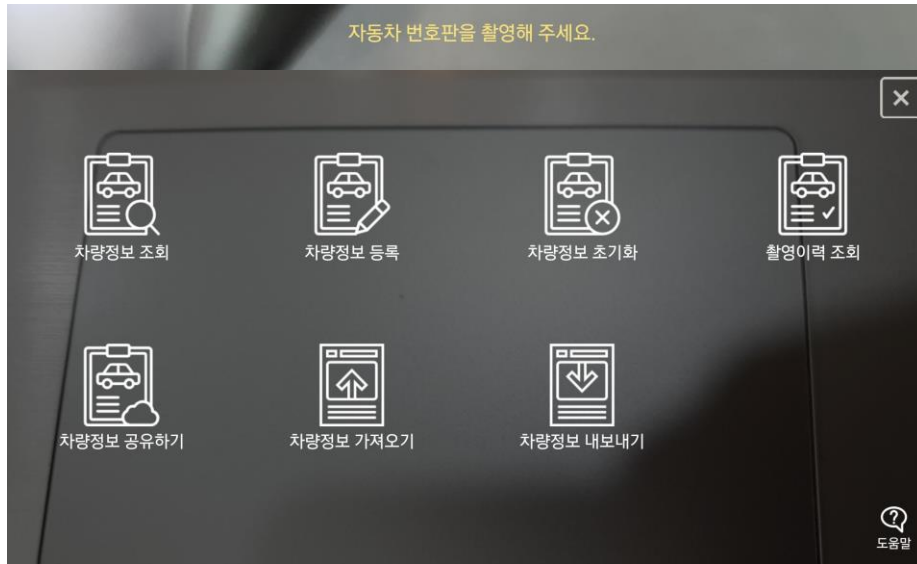 자동차 번호판을 촬영해 주세요.
차량정보 조회
차량정보 등록
차량정보 초기화
촬영이력 조회
차량정보 공유하기
차량정보 가져오기
차량정보 내보내기
도움말